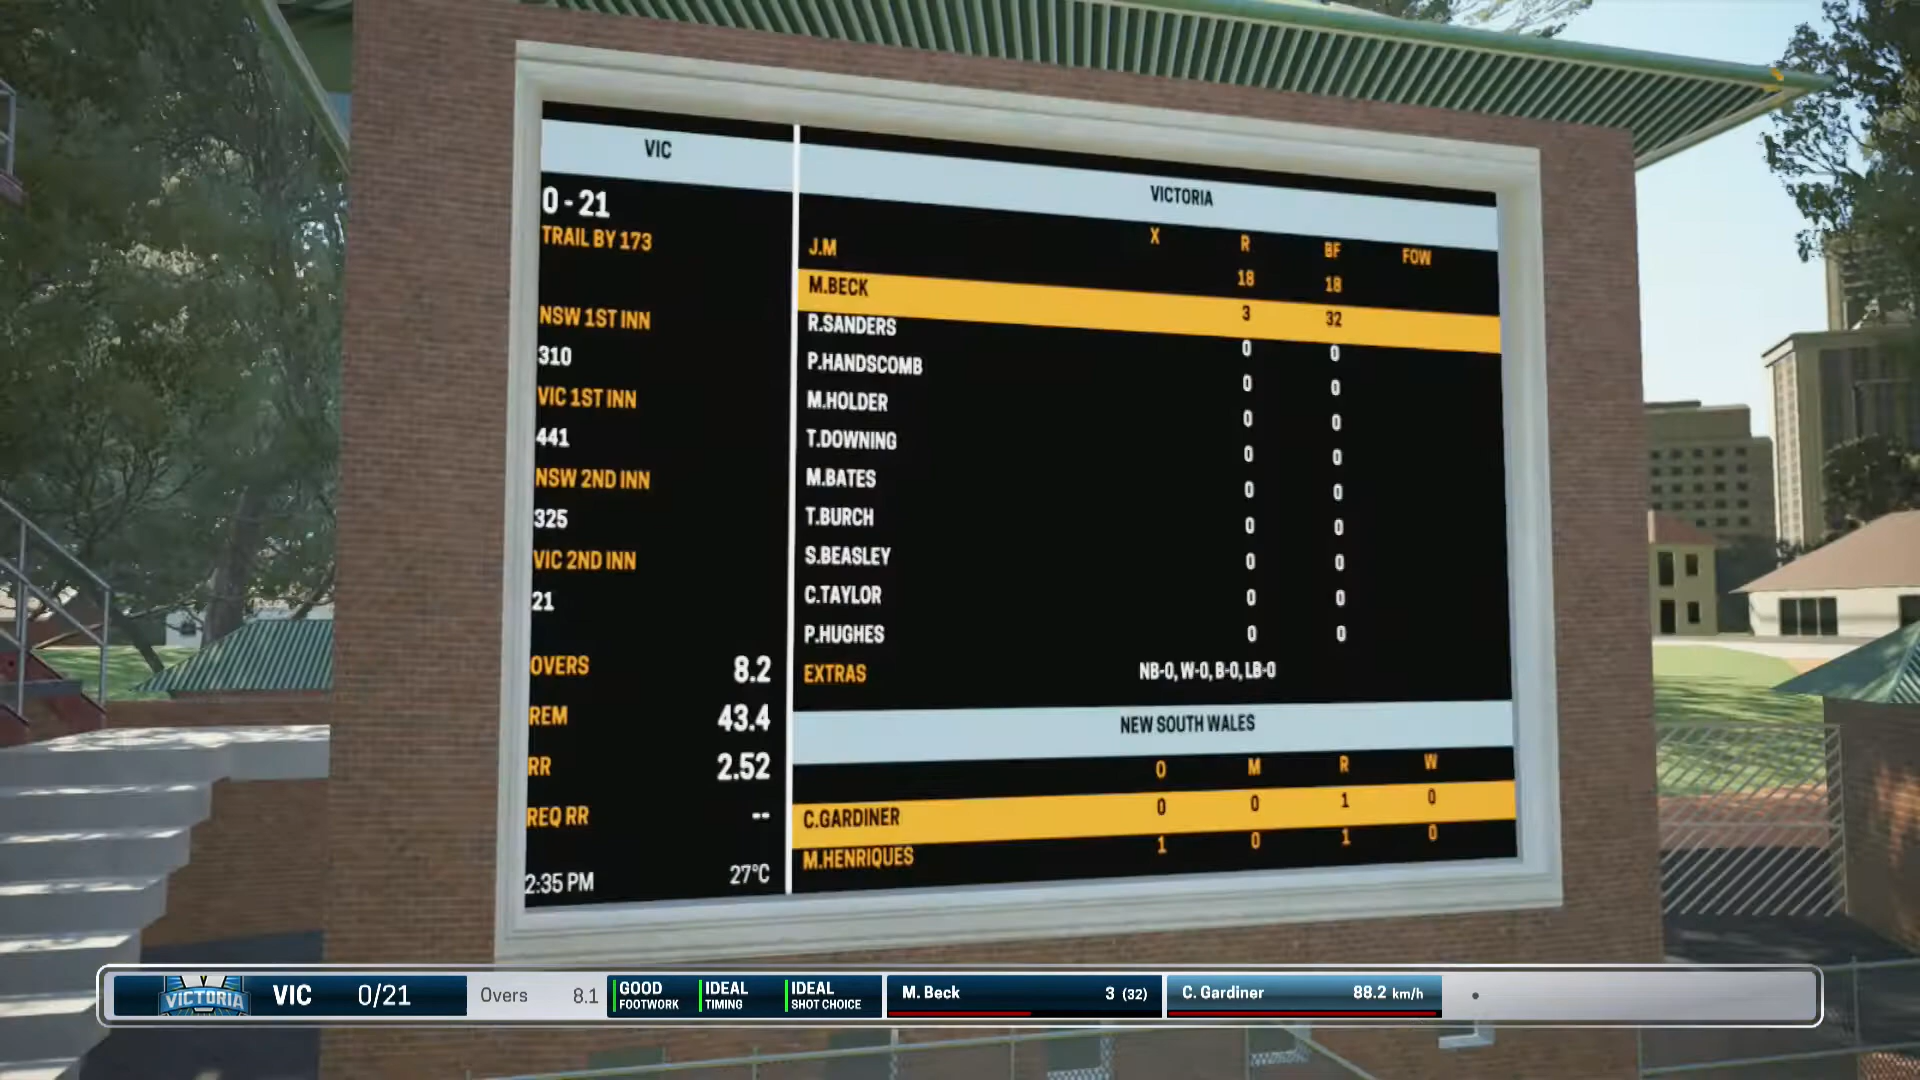 VIC
0 - 21
TRAIL BY 173
NSW 1ST INN
310
VIC 1ST INN
441
NSW 2ND INN
325
VIC 2ND INN
21
OVERS 8.2
REM 43.4
RR 2.52
REQ RR --
2:35 PM 27°C
VICTORIA
X R BF FOW
J.M 18 18
M.BECK 3 32
R.SANDERS 0 0
P.HANDSCOMB 0 0
M.HOLDER 0 0
T.DOWNING 0 0
M.BATES 0 0
T.BURCH 0 0
S.BEASLEY 0 0
C.TAYLOR 0 0
P.HUGHES 0 0
EXTRAS NB-0, W-0, B-0, LB-0
NEW SOUTH WALES
O M R W
C.GARDINER 0 0 1 0
M.HENRIQUES 1 0 1 0
VICTORIA VIC 0/21 Overs 8.1 GOOD IDEAL IDEAL M. Beck 3 (32) C. Gardiner 88.2 km/h •
FOOTWORK TIMING SHOT CHOICE